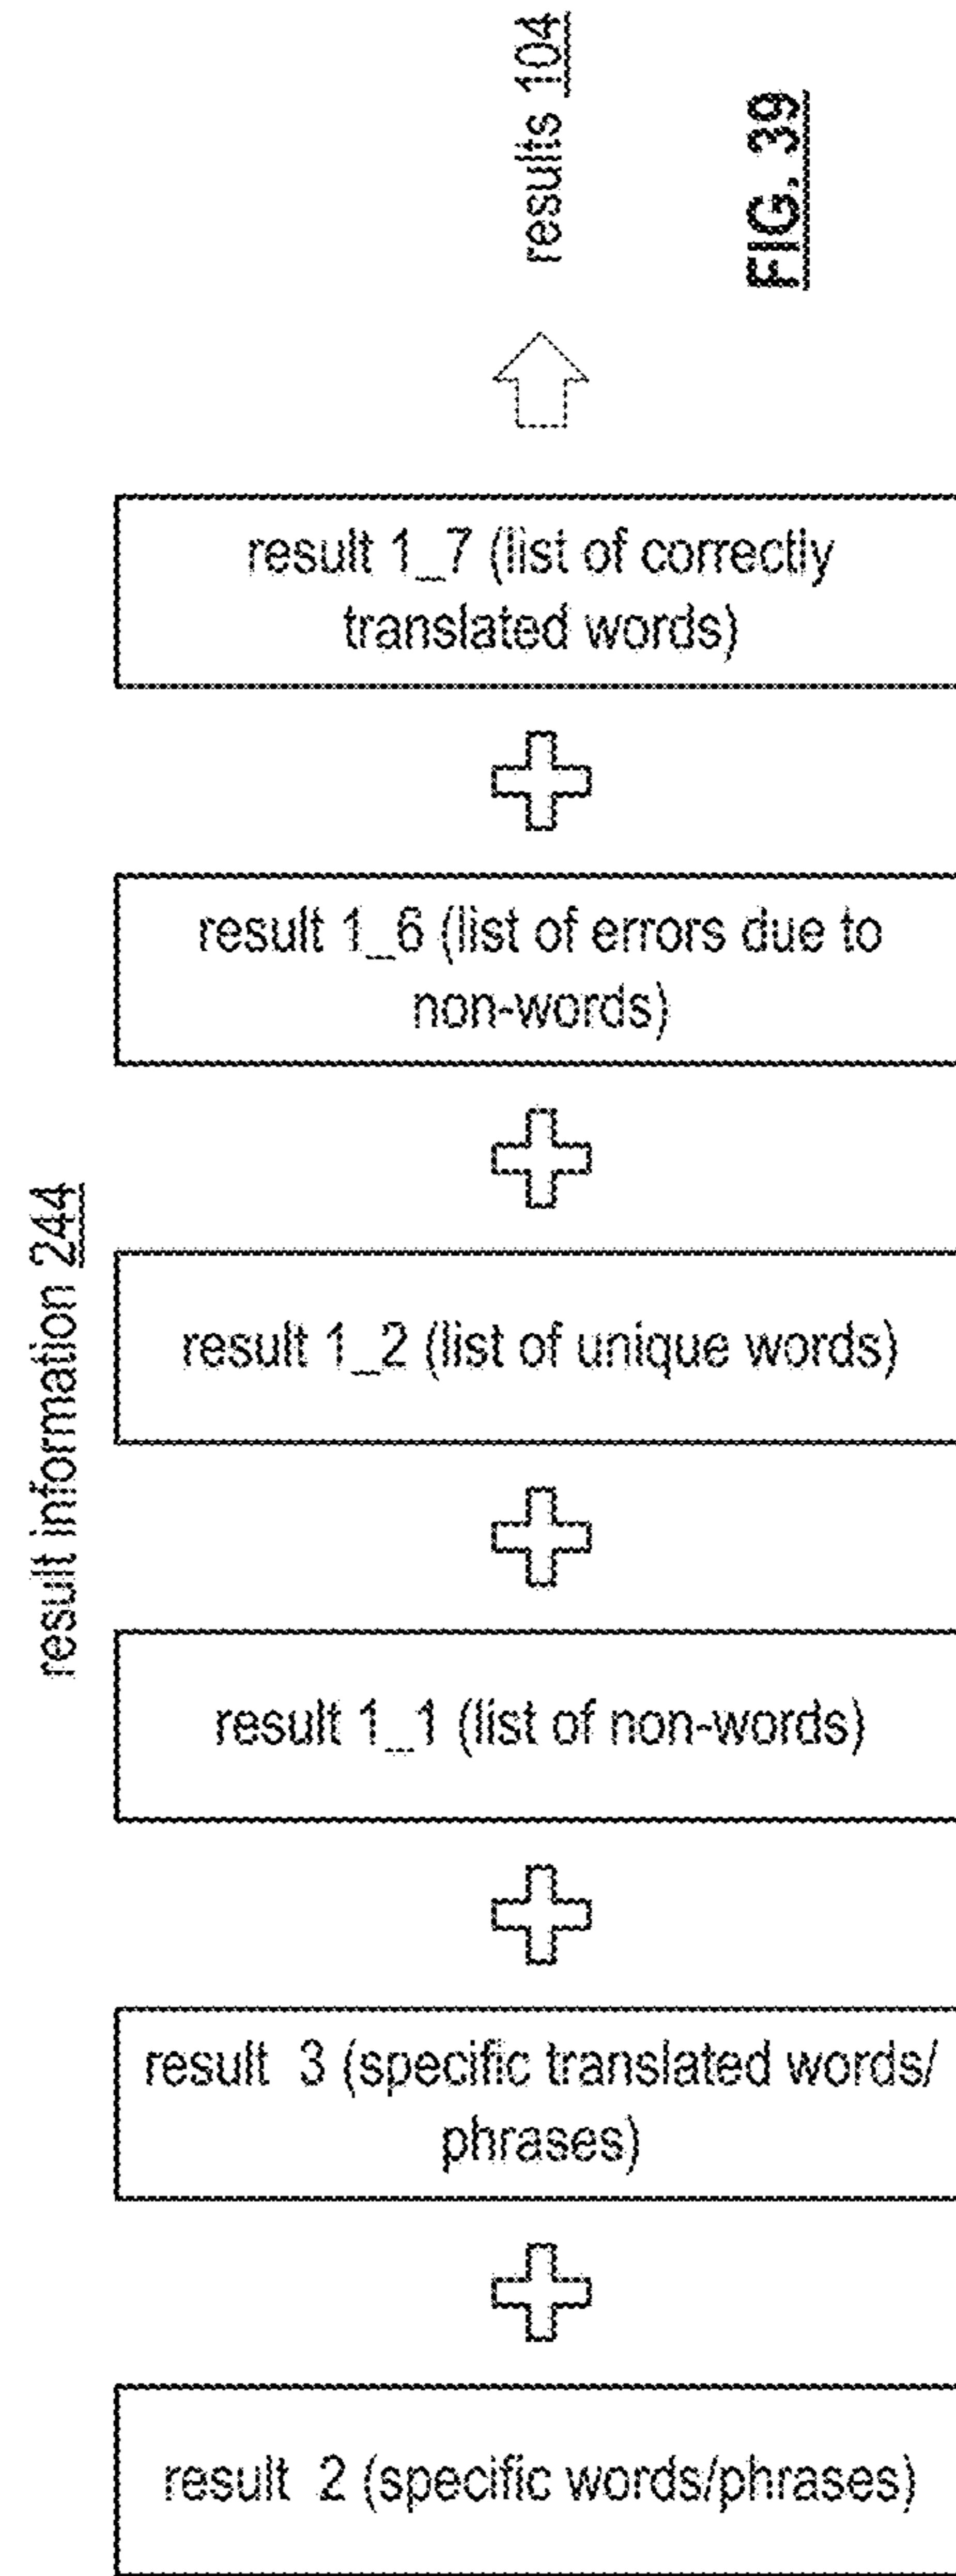 results 104
FIG. 39
result 1_7 (list of correctly
translated words)
result 1_6 (list of errors due to
non-words)
result information 244
result 1_2 (list of unique words)
result 1_1 (list of non-words)
result 3 (specific translated words/
phrases)
result 2 (specific words/phrases)